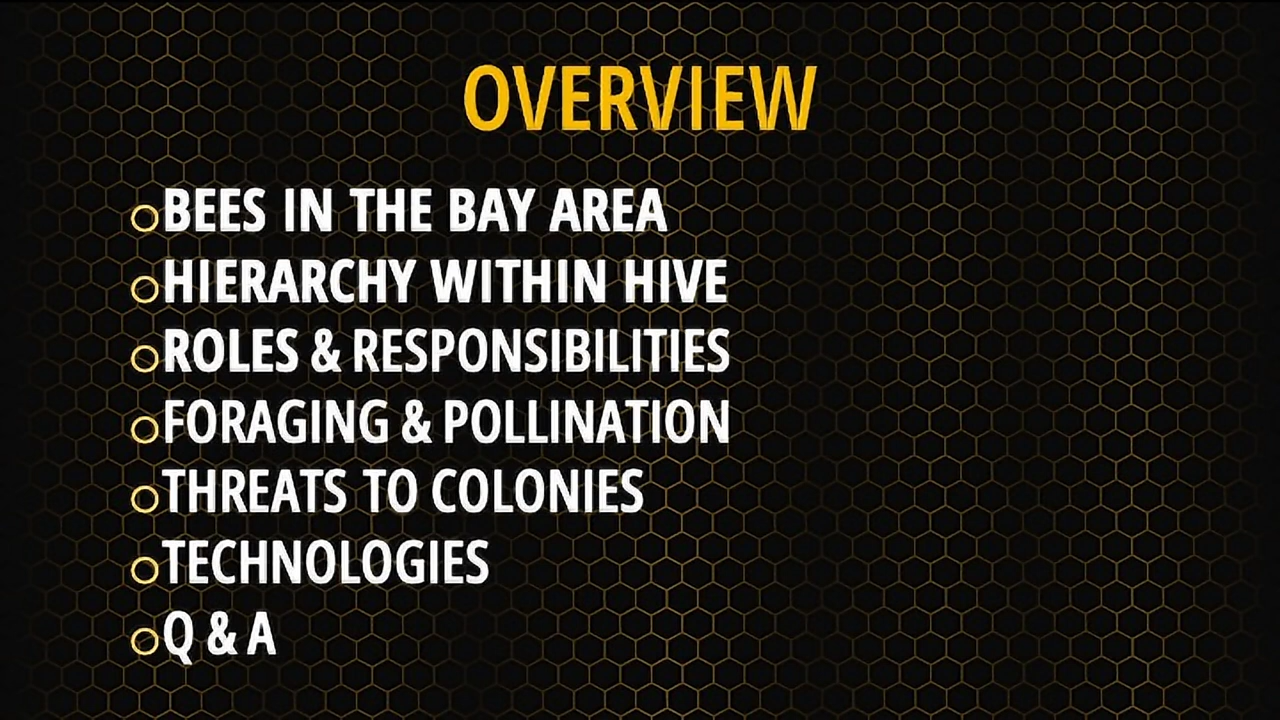 OVERVIEW
BEES IN THE BAY AREA
HIERARCHY WITHIN HIVE
ROLES & RESPONSIBILITIES
FORAGING & POLLINATION
THREATS TO COLONIES
TECHNOLOGIES
Q & A